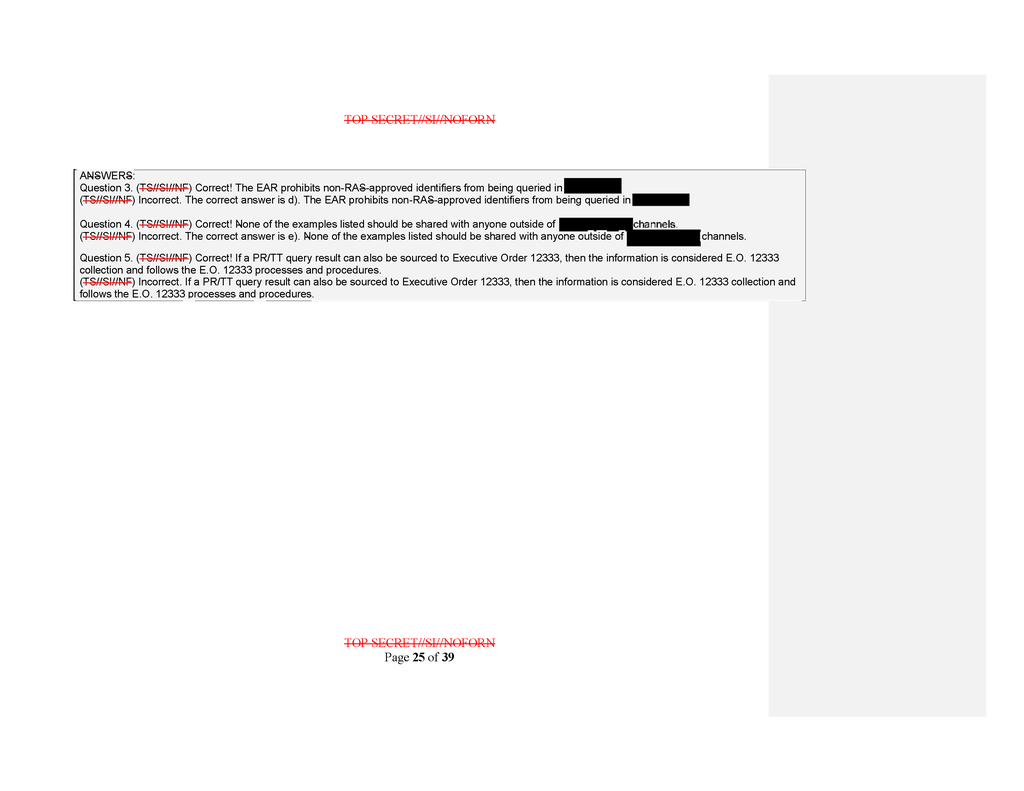 TOP SECRET//SI//NOFORN
ANSWERS:
Question 3. (TS//SI//NF) Correct! The EAR prohibits non-RAS-approved identifiers from being queried in
(TS//SI//NF) Incorrect. The correct answer is d). The EAR prohibits non-RAS-approved identifiers from being queried in
Question 4. (TS//SI//NF) Correct! None of the examples listed should be shared with anyone outside of channels.
(TS//SI//NF) Incorrect. The correct answer is e). None of the examples listed should be shared with anyone outside of channels.
Question 5. (TS//SI//NF) Correct! If a PR/TT query result can also be sourced to Executive Order 12333, then the information is considered E.O. 12333
collection and follows the E.O. 12333 processes and procedures.
(TS//SI//NF) Incorrect. If a PR/TT query result can also be sourced to Executive Order 12333, then the information is considered E.O. 12333 collection and
follows the E.O. 12333 processes and procedures.
TOP SECRET//SI//NOFORN
Page 25 of 39